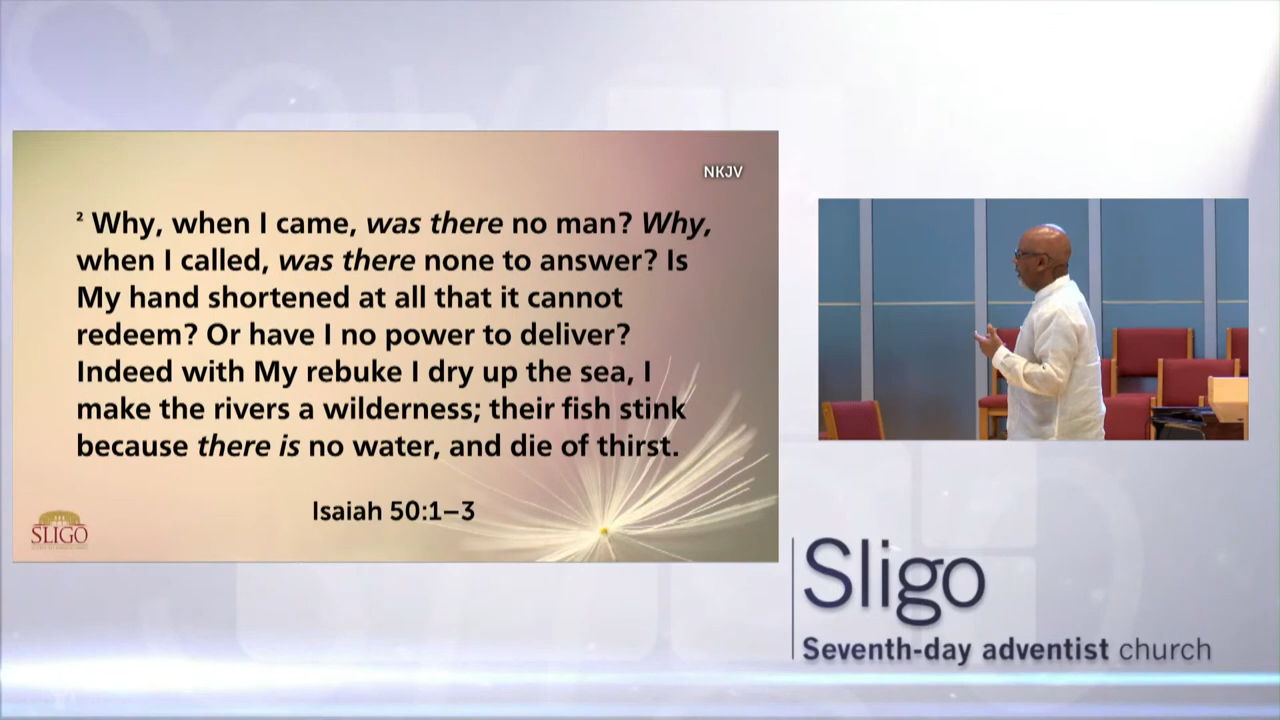 NKJV
² Why, when I came, was there no man? Why,
when I called, was there none to answer? Is
My hand shortened at all that it cannot
redeem? Or have I no power to deliver?
Indeed with My rebuke I dry up the sea, I
make the rivers a wilderness; their fish stink
because there is no water, and die of thirst.
Isaiah 50:1–3
SLIGO
Sligo
Seventh-day adventist church